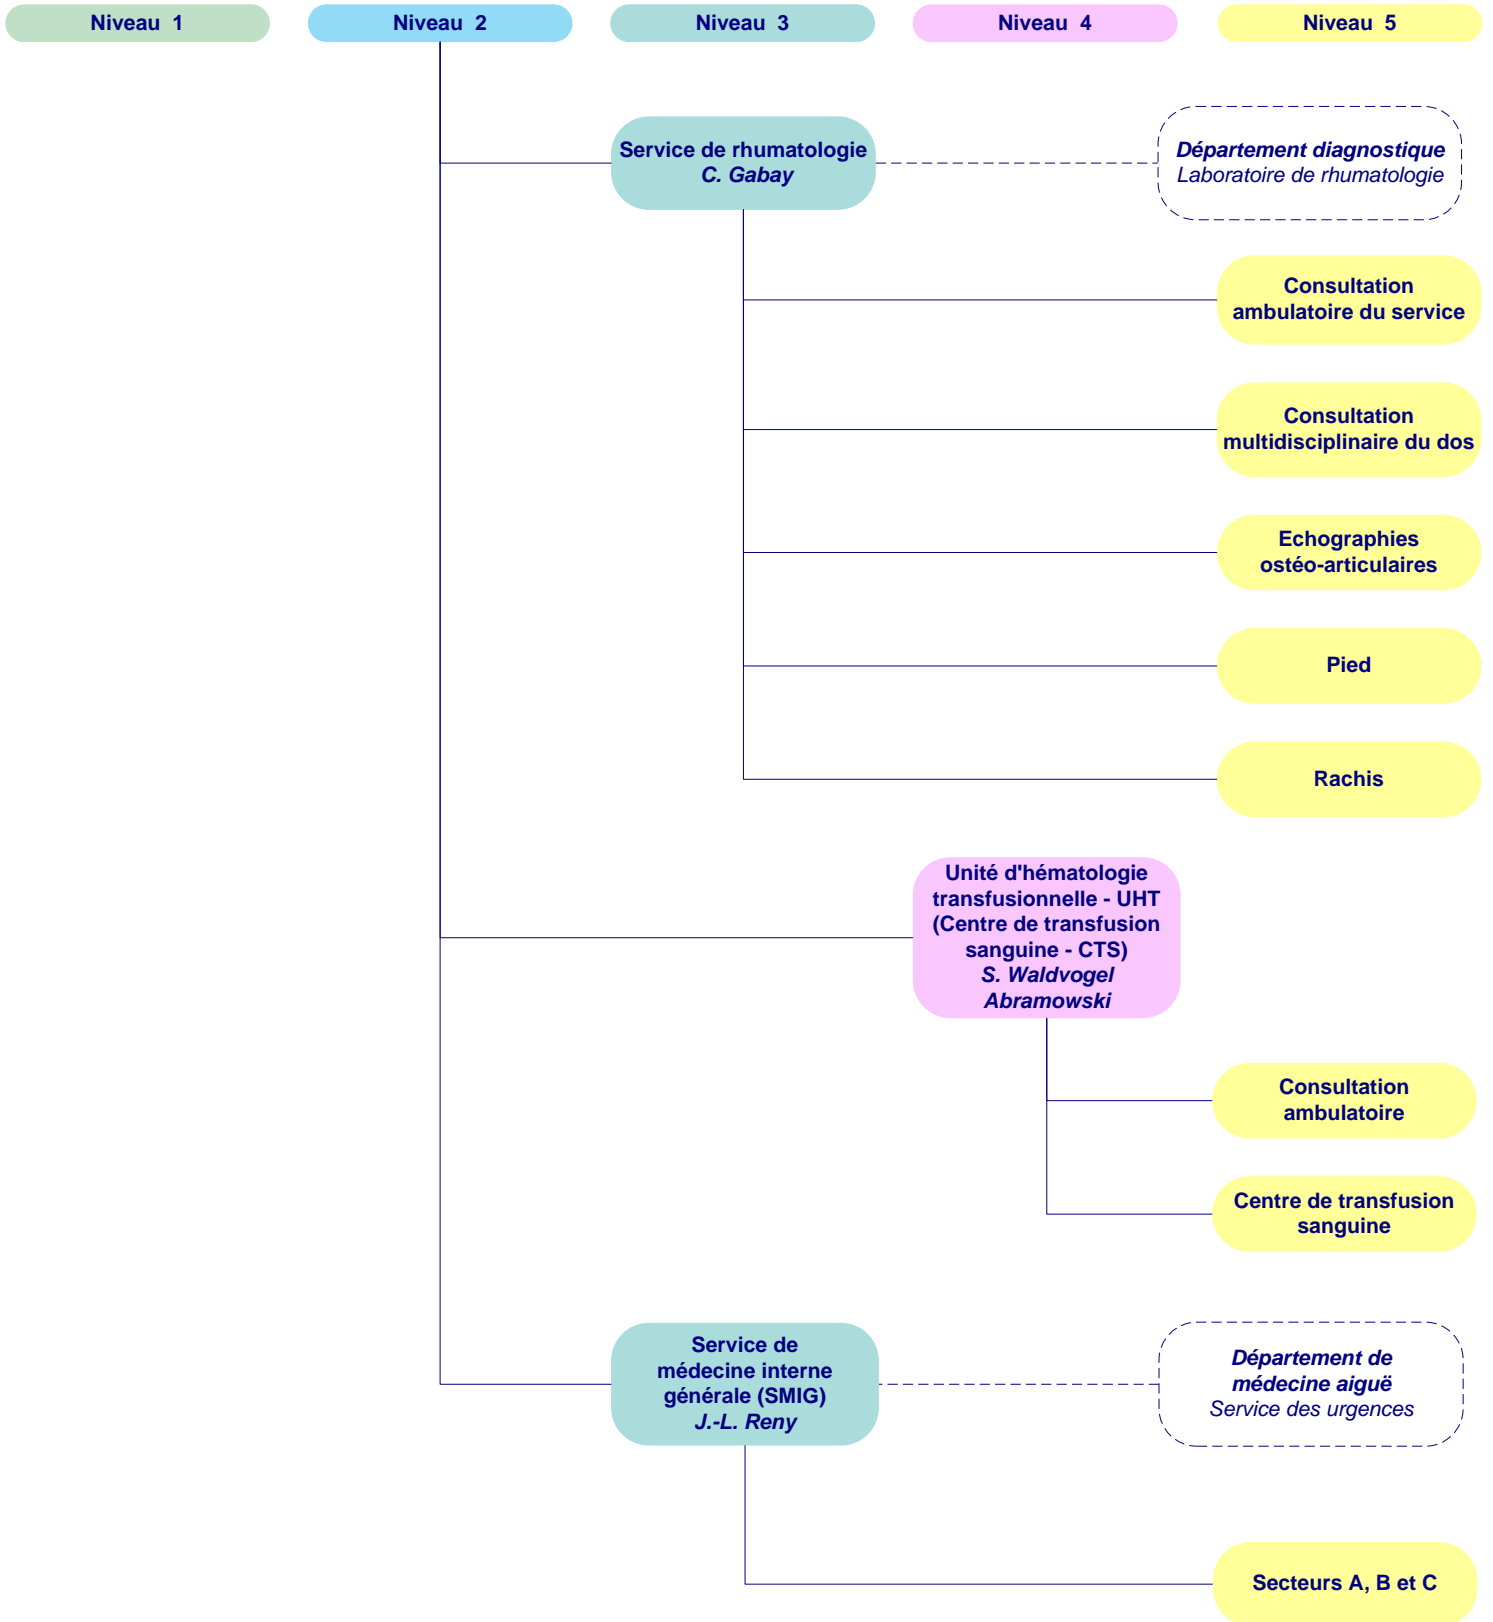 Niveau 1
Niveau 2
Niveau 3
Niveau 4
Niveau 5
Service de rhumatologie
C. Gabay
Département diagnostique
Laboratoire de rhumatologie
Consultation
ambulatoire du service
Consultation
multidisciplinaire du dos
Echographies
ostéo-articulaires
Pied
Rachis
Unité d'hématologie
transfusionnelle - UHT
(Centre de transfusion
sanguine - CTS)
S. Waldvogel
Abramowski
Consultation
ambulatoire
Centre de transfusion
sanguine
Service de
médecine interne
générale (SMIG)
J.-L. Reny
Département de
médecine aiguë
Service des urgences
Secteurs A, B et C